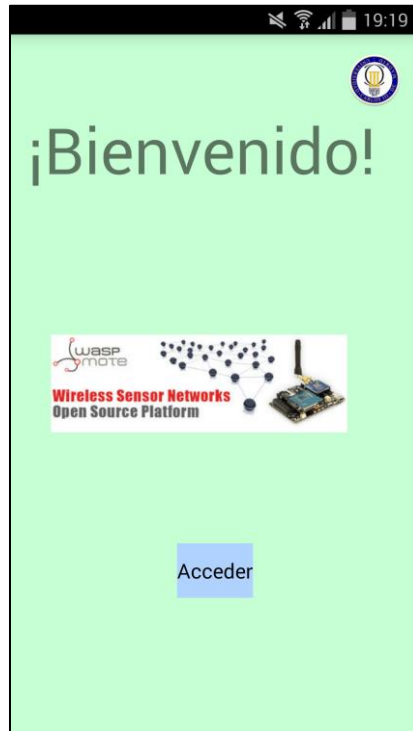 19:19
¡Bienvenido!
wasp
mote
Wireless Sensor Networks
Open Source Platform
Acceder